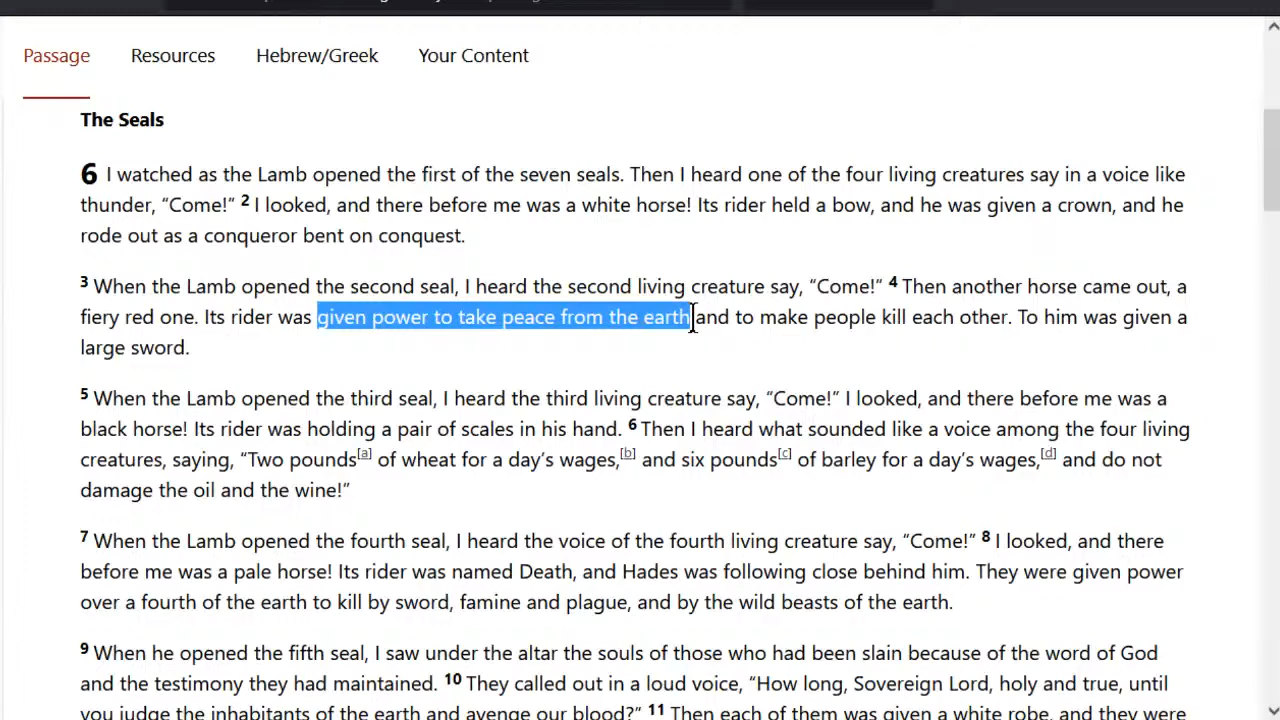 Passage Resources Hebrew/Greek Your Content
The Seals
6 I watched as the Lamb opened the first of the seven seals. Then I heard one of the four living creatures say in a voice like
thunder, “Come!” 2 I looked, and there before me was a white horse! Its rider held a bow, and he was given a crown, and he
rode out as a conqueror bent on conquest.
3 When the Lamb opened the second seal, I heard the second living creature say, “Come!” 4 Then another horse came out, a
fiery red one. Its rider was given power to take peace from the earth and to make people kill each other. To him was given a
large sword.
5 When the Lamb opened the third seal, I heard the third living creature say, “Come!” I looked, and there before me was a
black horse! Its rider was holding a pair of scales in his hand. 6 Then I heard what sounded like a voice among the four living
creatures, saying, “Two pounds[a] of wheat for a day’s wages,[b] and six pounds[c] of barley for a day’s wages,[d] and do not
damage the oil and the wine!”
7 When the Lamb opened the fourth seal, I heard the voice of the fourth living creature say, “Come!” 8 I looked, and there
before me was a pale horse! Its rider was named Death, and Hades was following close behind him. They were given power
over a fourth of the earth to kill by sword, famine and plague, and by the wild beasts of the earth.
9 When he opened the fifth seal, I saw under the altar the souls of those who had been slain because of the word of God
and the testimony they had maintained. 10 They called out in a loud voice, “How long, Sovereign Lord, holy and true, until
you judge the inhabitants of the earth and avenge our blood?” 11 Then each of them was given a white robe, and they were